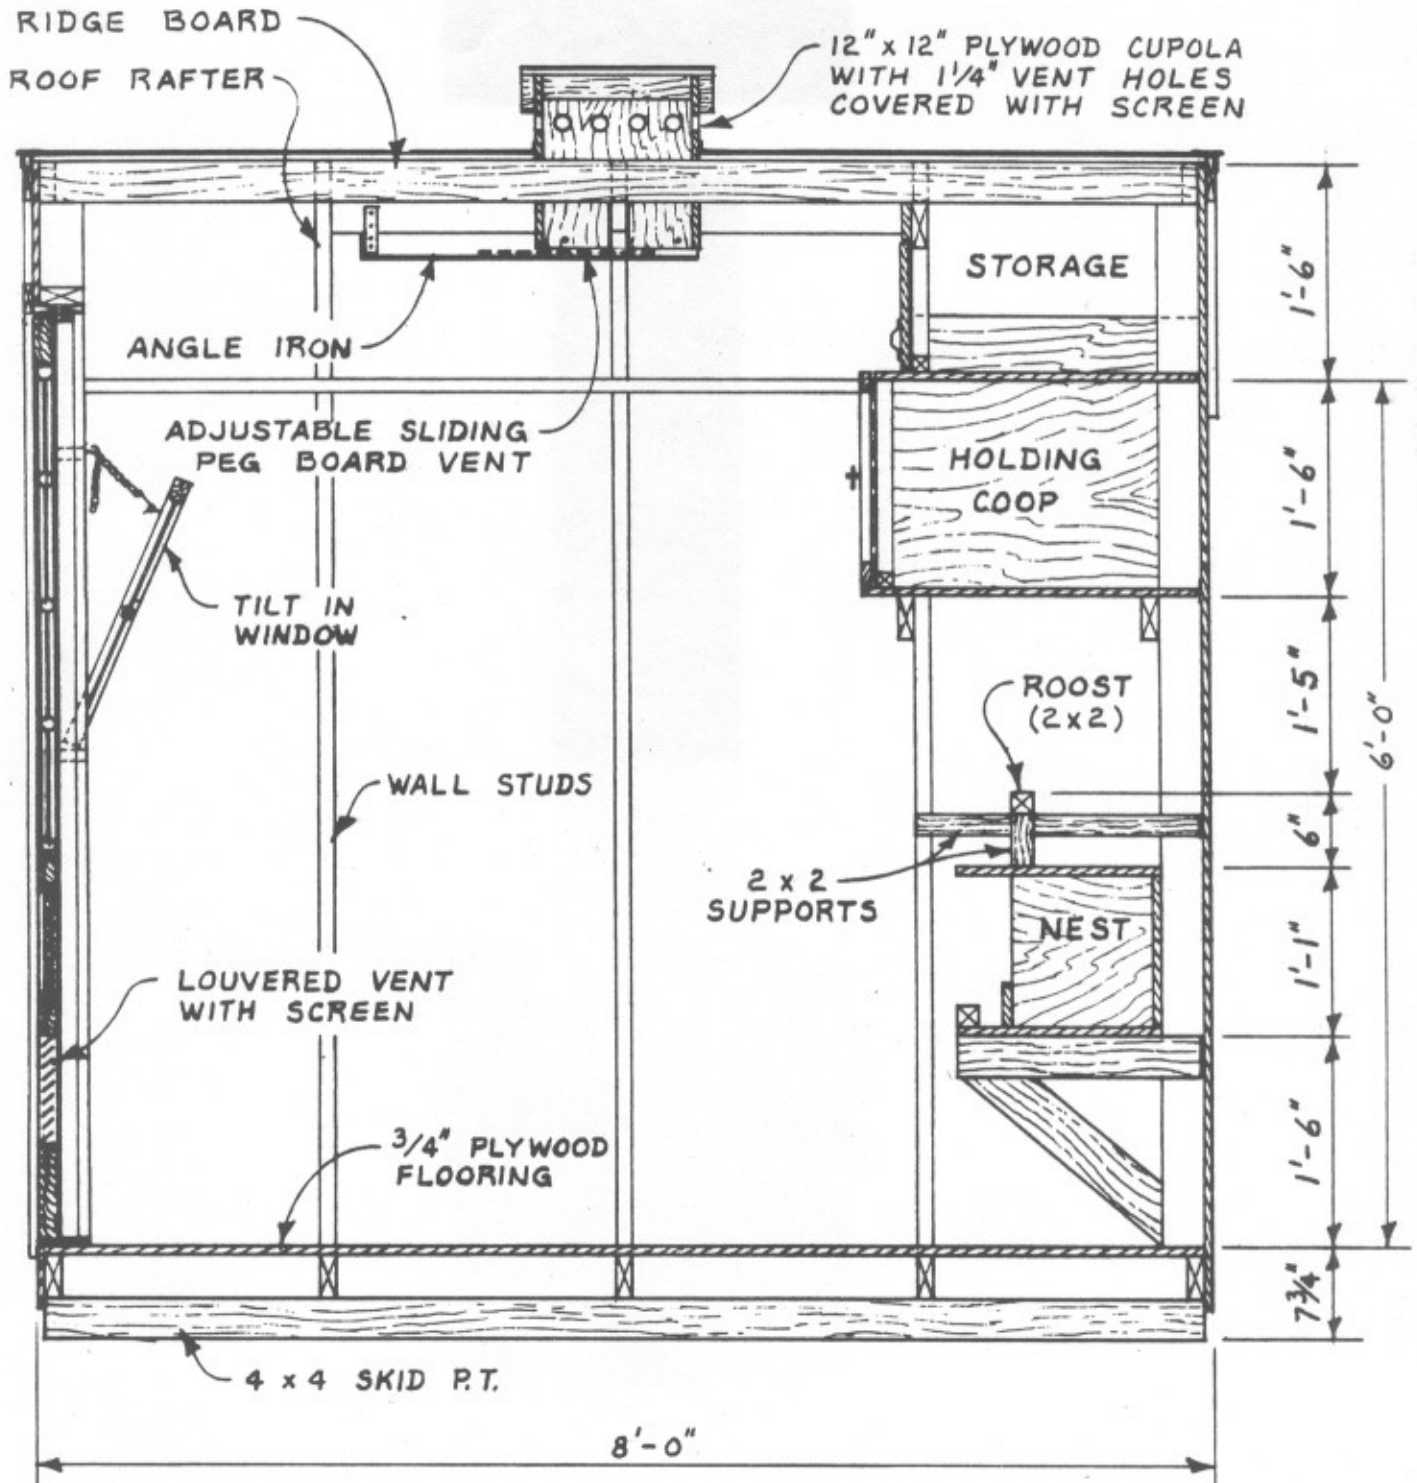 RIDGE BOARD
ROOF RAFTER
12" x 12" PLYWOOD CUPOLA
WITH 1 1/4" VENT HOLES
COVERED WITH SCREEN
STORAGE
1'-6"
ANGLE IRON
ADJUSTABLE SLIDING
PEG BOARD VENT
HOLDING
COOP
1'-6"
TILT IN
WINDOW
ROOST
(2 x 2)
1'-5"
6'-0"
WALL STUDS
6"
2 x 2
SUPPORTS
NEST
1'-1"
LOUVERED VENT
WITH SCREEN
3/4" PLYWOOD
FLOORING
1'-6"
7 3/4"
4 x 4 SKID P.T.
8'-0"